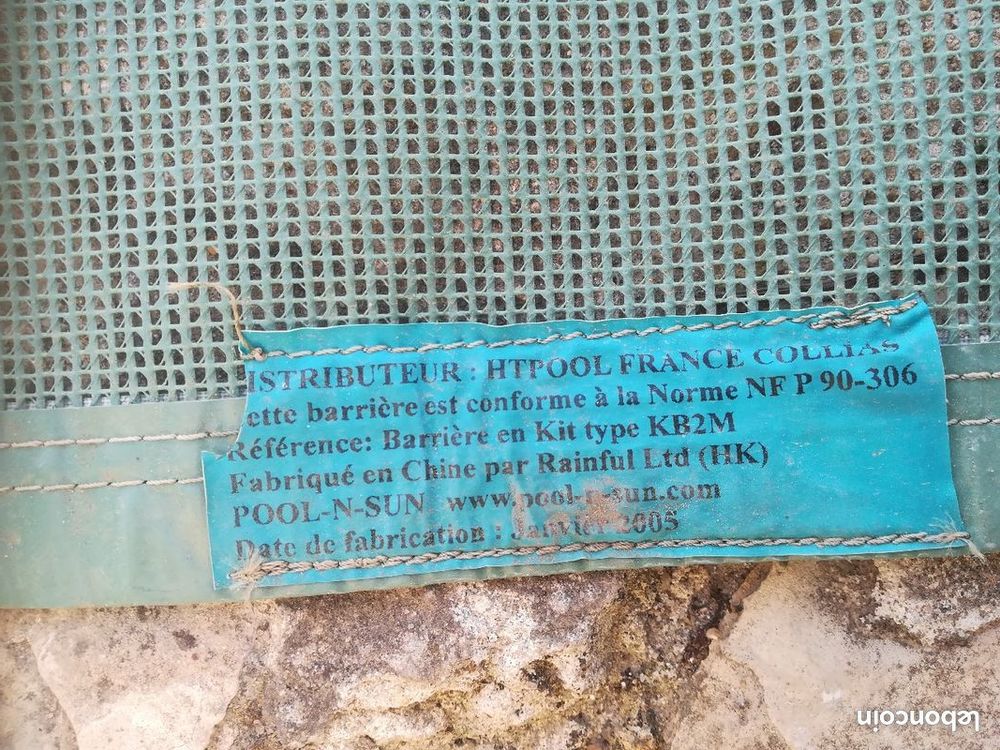 ISTRIBUTEUR : HTPOOL FRANCE COLLIAS
ette barrière est conforme à la Norme NF P 90-306
Référence: Barrière en Kit type KB2M
Fabriqué en Chine par Rainful Ltd (HK)
POOL-N-SUN www.pool-n-sun.com
Date de fabrication : Janvier 2005
leboncoin